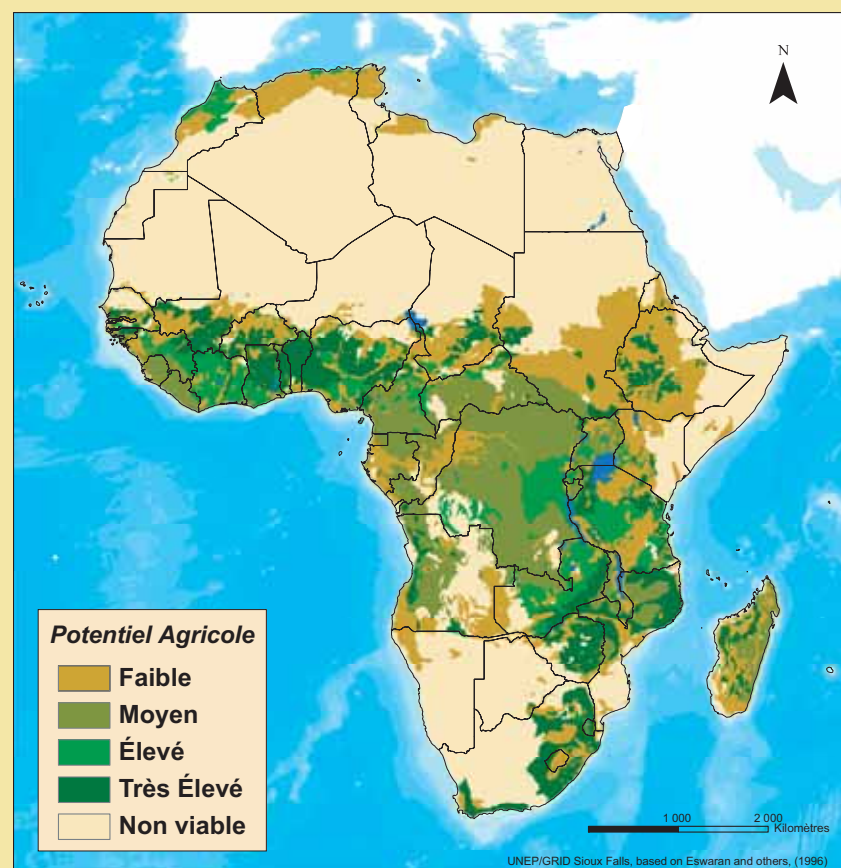 N
Potentiel Agricole
Faible
Moyen
Élevé
Très Élevé
Non viable
1 000 2 000
Kilomètres
UNEP/GRID Sioux Falls, based on Eswaran and others, (1996)